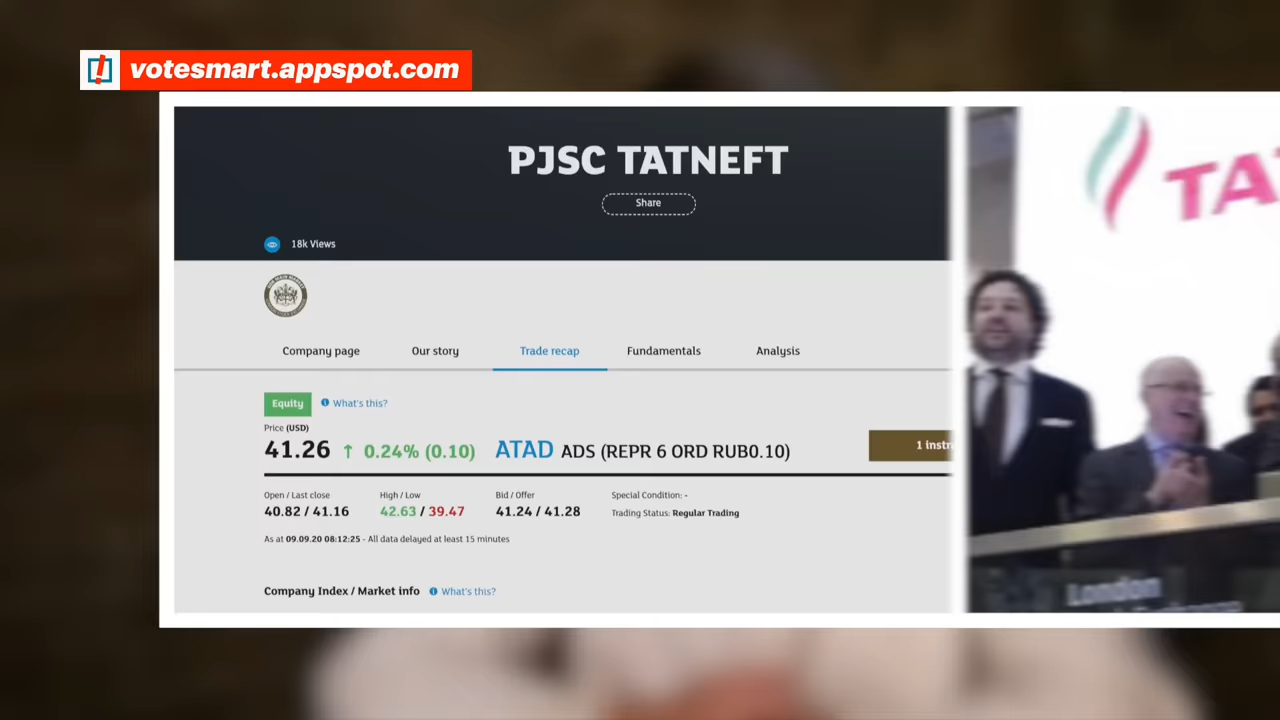 votesmart.appspot.com
PJSC TATNEFT
Share
18k Views
Company page Our story Trade recap Fundamentals Analysis
Equity What's this?
Price (USD)
41.26 ↑ 0.24% (0.10) ATAD ADS (REPR 6 ORD RUB0.10)
1 instr
Open / Last close High / Low Bid / Offer Special Condition: -
40.82 / 41.16 42.63 / 39.47 41.24 / 41.28 Trading Status: Regular Trading
As at 09.09.20 08:12:25 - All data delayed at least 15 minutes
Company Index / Market info What's this?
TA
London